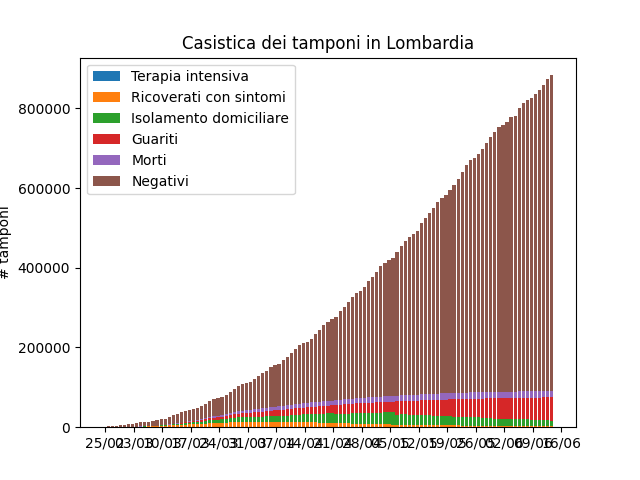 Casistica dei tamponi in Lombardia
Terapia intensiva
Ricoverati con sintomi
Isolamento domiciliare
Guariti
Morti
Negativi
# tamponi
800000
600000
400000
200000
0
25/02 03/03 10/03 17/03 24/03 31/03 07/04 14/04 21/04 28/04 05/05 12/05 19/05 26/05 02/06 09/06 16/06